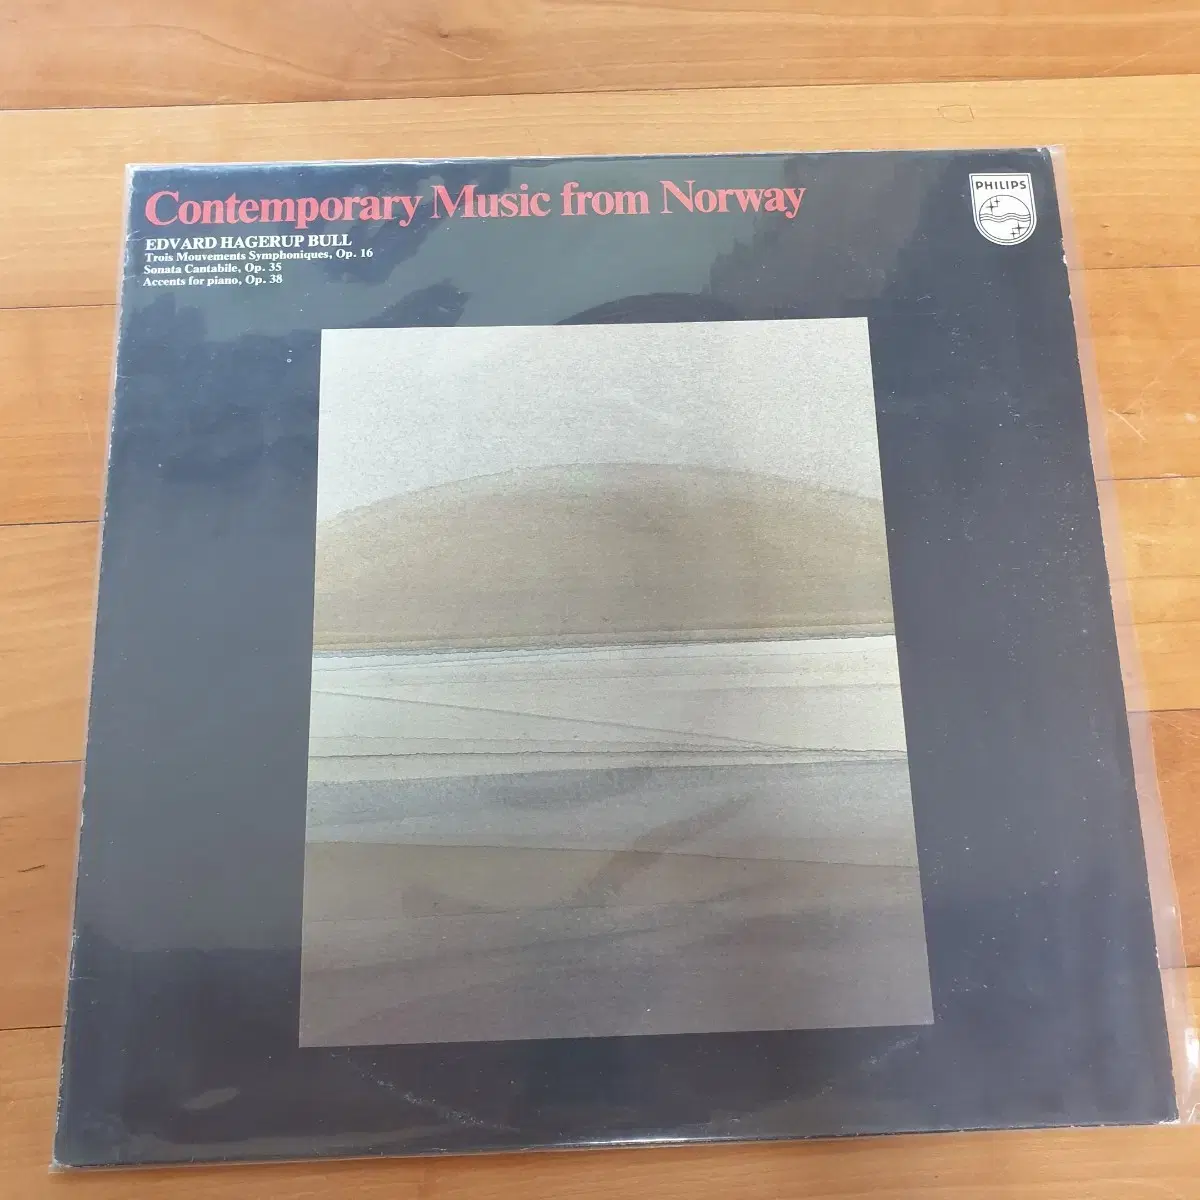 Contemporary Music from Norway
PHILIPS
EDVARD HAGERUP BULL
Trois Mouvements Symphoniques, Op. 16
Sonata Cantabile, Op. 35
Accents for piano, Op. 38